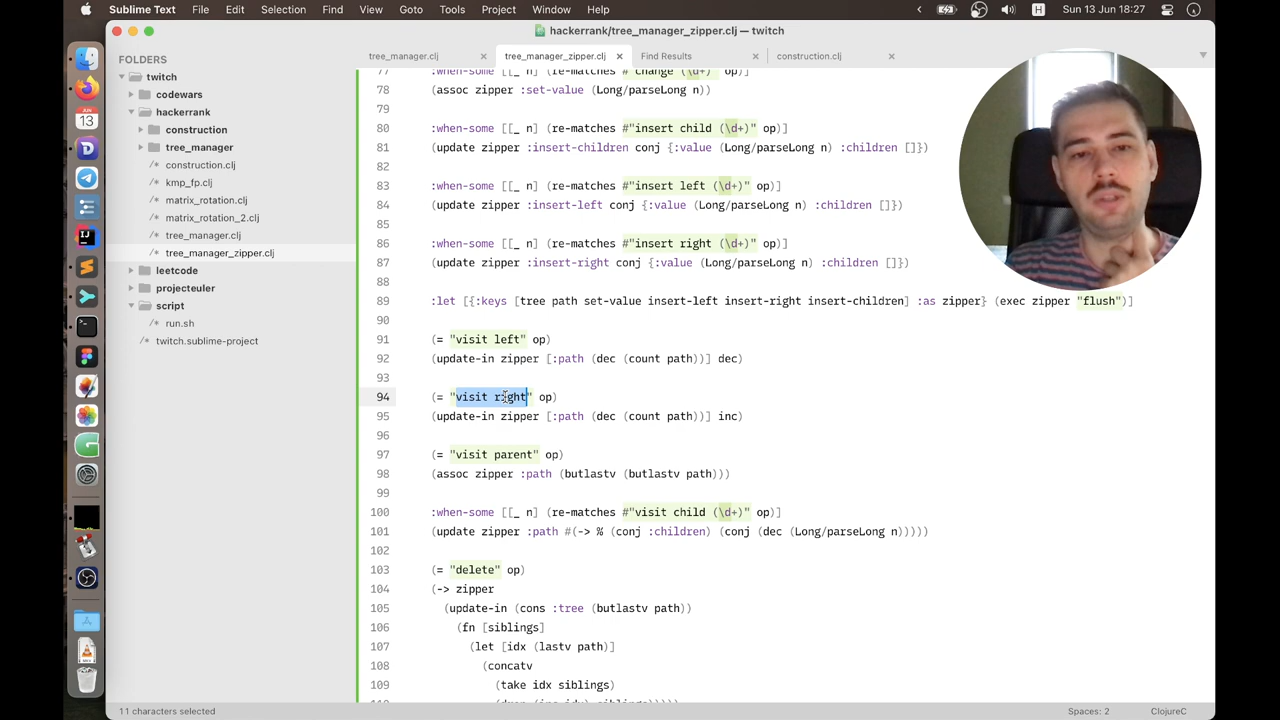 Sublime Text File Edit Selection Find View Goto Tools Project Window Help Sun 13 Jun 18:27
hackerrank/tree_manager_zipper.clj — twitch
FOLDERS
twitch
codewars
hackerrank
construction
tree_manager
construction.clj
kmp_fp.clj
matrix_rotation.clj
matrix_rotation_2.clj
tree_manager.clj
tree_manager_zipper.clj
leetcode
projecteuler
script
run.sh
twitch.sublime-project
tree_manager.clj tree_manager_zipper.clj Find Results construction.clj
77 :when-some [[_ n] (re-matches #"change (\d+)" op)]
78 (assoc zipper :set-value (Long/parseLong n))
79
80 :when-some [[_ n] (re-matches #"insert child (\d+)" op)]
81 (update zipper :insert-children conj {:value (Long/parseLong n) :children []})
82
83 :when-some [[_ n] (re-matches #"insert left (\d+)" op)]
84 (update zipper :insert-left conj {:value (Long/parseLong n) :children []})
85
86 :when-some [[_ n] (re-matches #"insert right (\d+)" op)]
87 (update zipper :insert-right conj {:value (Long/parseLong n) :children []})
88
89 :let [{:keys [tree path set-value insert-left insert-right insert-children] :as zipper} (exec zipper "flush")]
90
91 (= "visit left" op)
92 (update-in zipper [:path (dec (count path))] dec)
93
94 (= "visit right" op)
95 (update-in zipper [:path (dec (count path))] inc)
96
97 (= "visit parent" op)
98 (assoc zipper :path (butlastv (butlastv path)))
99
100 :when-some [[_ n] (re-matches #"visit child (\d+)" op)]
101 (update zipper :path #(-> % (conj :children) (conj (dec (Long/parseLong n)))))
102
103 (= "delete" op)
104 (-> zipper
105 (update-in (cons :tree (butlastv path))
106 (fn [siblings]
107 (let [idx (lastv path)]
108 (concatv
109 (take idx siblings)
11 characters selected Spaces: 2 ClojureC